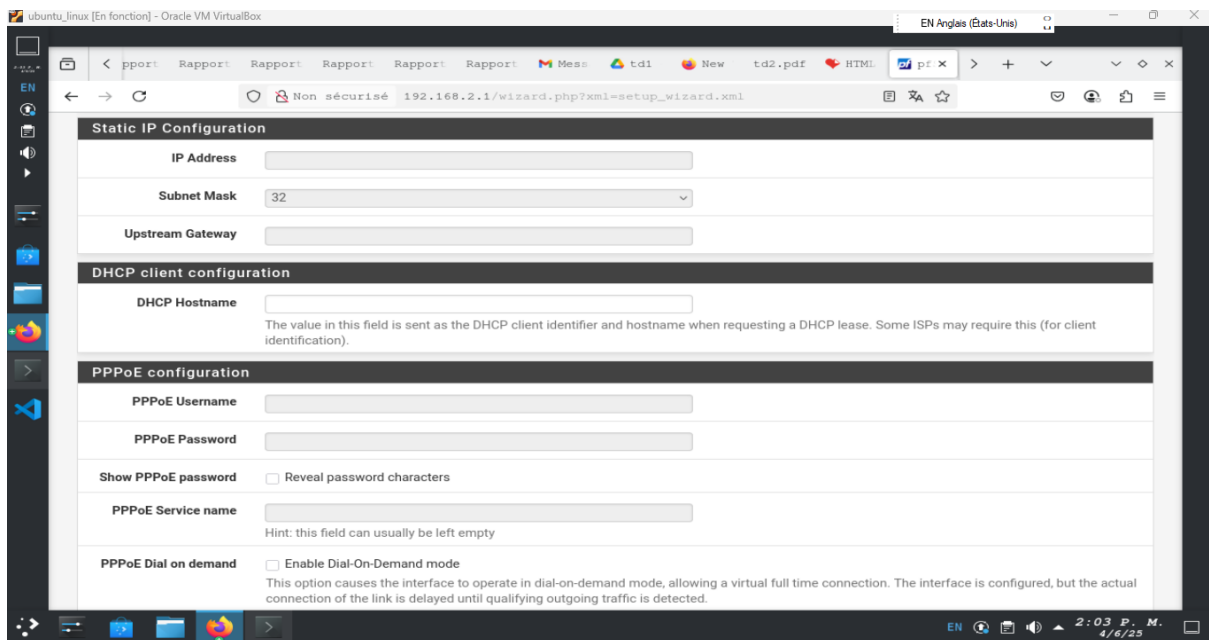 ubuntu_linux [En fonction] - Oracle VM VirtualBox
EN Anglais (États-Unis)
pport Rapport Rapport Rapport Rapport Rapport Mess td1 New td2.pdf HTML pf
EN
Non sécurisé 192.168.2.1/wizard.php?xml=setup_wizard.xml
Static IP Configuration
IP Address
Subnet Mask 32
Upstream Gateway
DHCP client configuration
DHCP Hostname
The value in this field is sent as the DHCP client identifier and hostname when requesting a DHCP lease. Some ISPs may require this (for client
identification).
PPPoE configuration
PPPoE Username
PPPoE Password
Show PPPoE password Reveal password characters
PPPoE Service name
Hint: this field can usually be left empty
PPPoE Dial on demand Enable Dial-On-Demand mode
This option causes the interface to operate in dial-on-demand mode, allowing a virtual full time connection. The interface is configured, but the actual
connection of the link is delayed until qualifying outgoing traffic is detected.
EN 2:03 P. M.
4/6/25